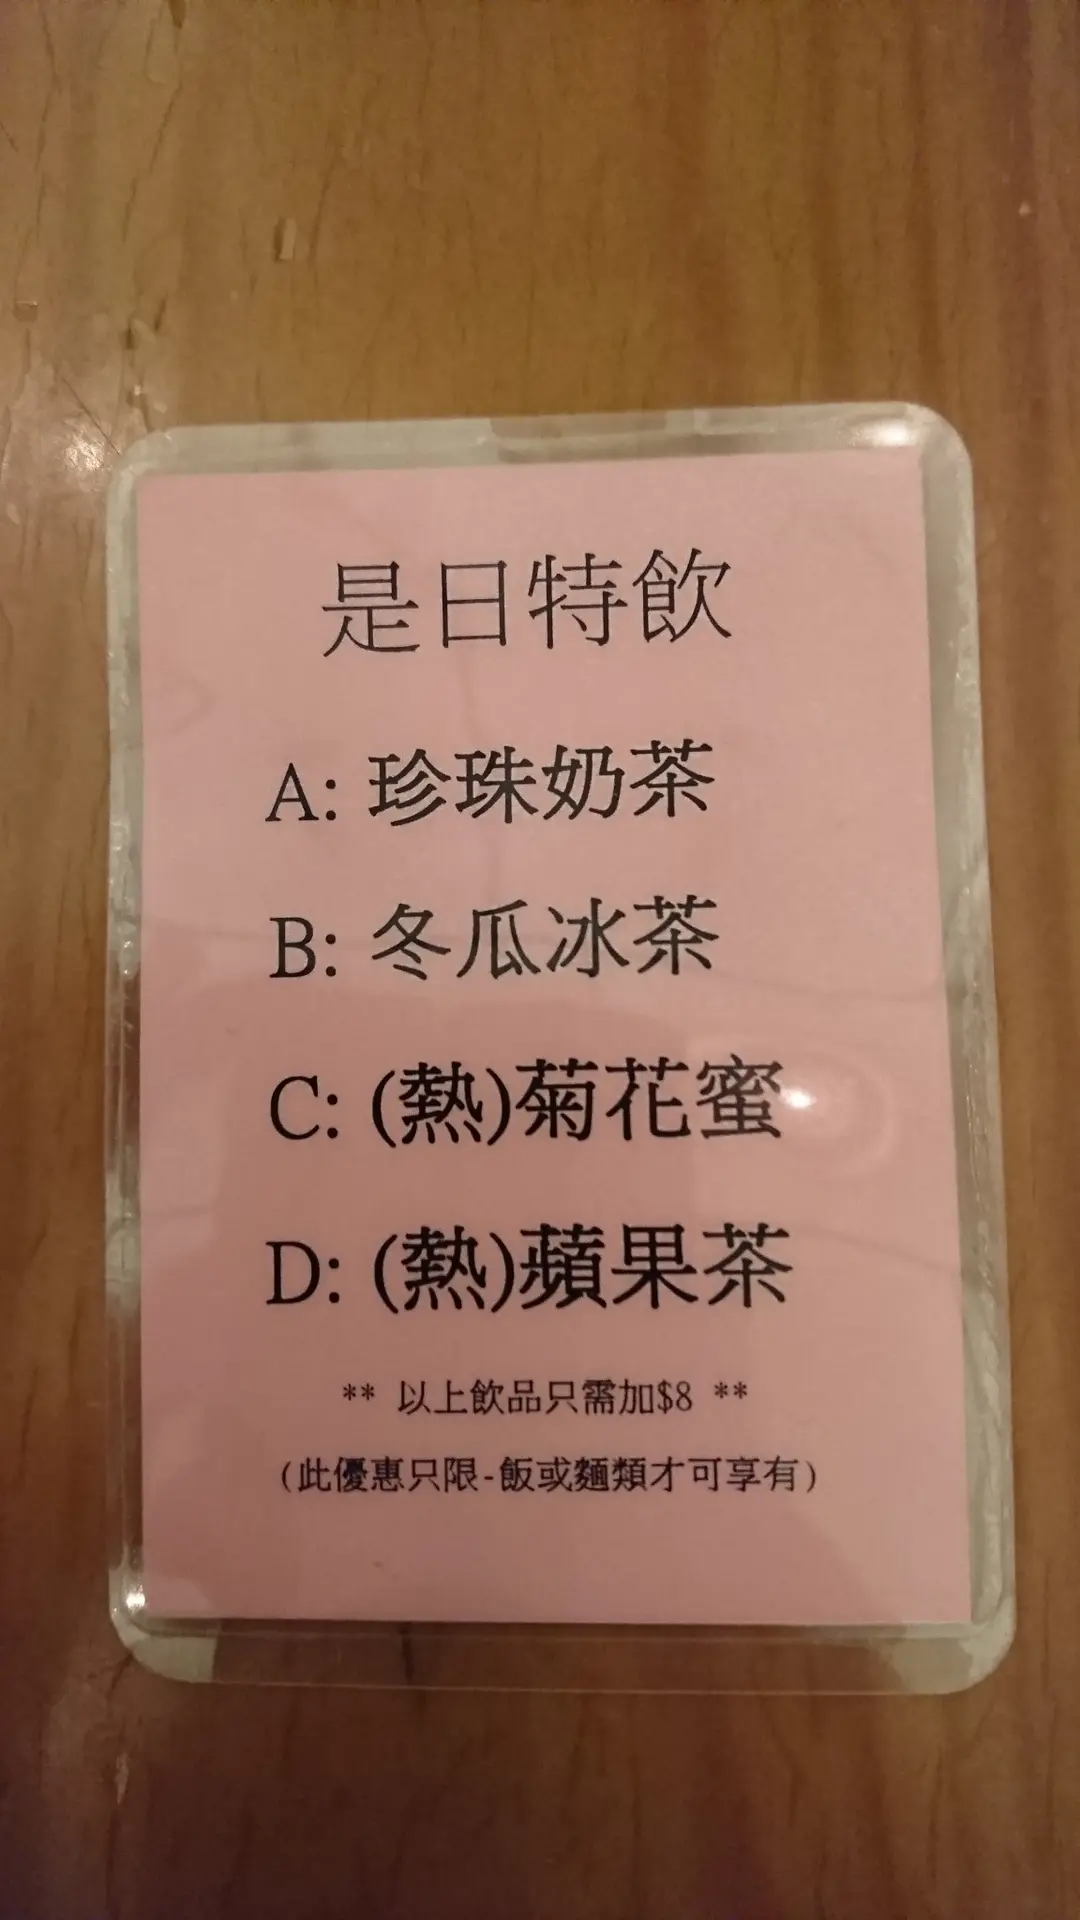 是日特飲
A: 珍珠奶茶
B: 冬瓜冰茶
C: (熱)菊花蜜
D: (熱)蘋果茶
** 以上飲品只需加$8 **
(此優惠只限-飯或麵類才可享有)